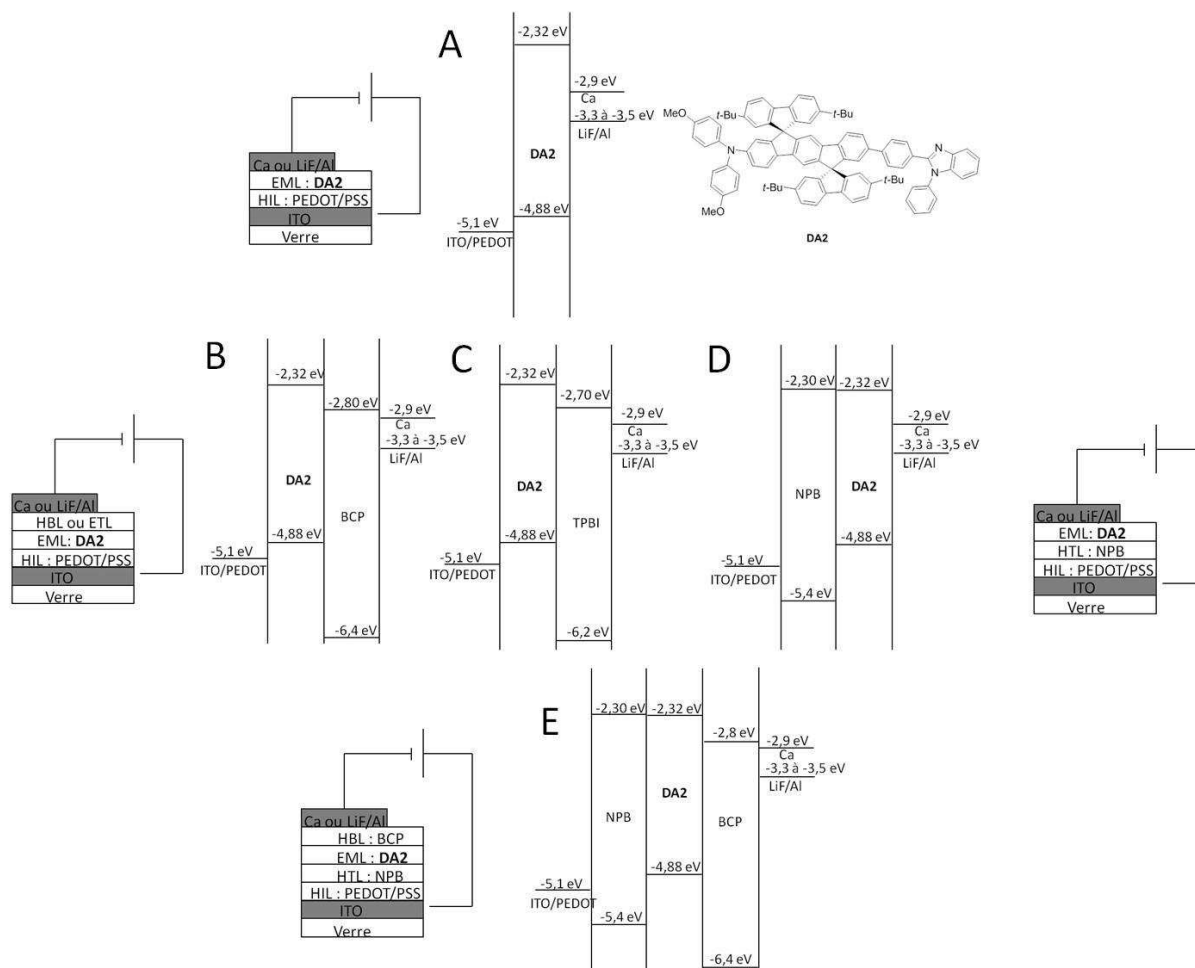 A
-2,32 eV
-2,9 eV
Ca
-3,3 à -3,5 eV
LiF/Al
DA2
-4,88 eV
-5,1 eV
ITO/PEDOT
Ca ou LiF/Al
EML : DA2
HIL : PEDOT/PSS
ITO
Verre
MeO
t-Bu
t-Bu
N
N
N
t-Bu
t-Bu
MeO
DA2
B
-2,32 eV
-2,80 eV
-2,9 eV
Ca
-3,3 à -3,5 eV
LiF/Al
DA2
BCP
-4,88 eV
-5,1 eV
ITO/PEDOT
-6,4 eV
Ca ou LiF/Al
HBL ou ETL
EML: DA2
HIL : PEDOT/PSS
ITO
Verre
C
-2,32 eV
-2,70 eV
-2,9 eV
Ca
-3,3 à -3,5 eV
LiF/Al
DA2
TPBI
-4,88 eV
-5,1 eV
ITO/PEDOT
-6,2 eV
D
-2,30 eV
-2,32 eV
-2,9 eV
Ca
-3,3 à -3,5 eV
LiF/Al
NPB
DA2
-4,88 eV
-5,1 eV
ITO/PEDOT
-5,4 eV
Ca ou LiF/Al
EML: DA2
HTL : NPB
HIL : PEDOT/PSS
ITO
Verre
E
-2,30 eV
-2,32 eV
-2,8 eV
-2,9 eV
Ca
-3,3 à -3,5 eV
LiF/Al
NPB
DA2
BCP
-4,88 eV
-5,1 eV
ITO/PEDOT
-5,4 eV
-6,4 eV
Ca ou LiF/Al
HBL : BCP
EML : DA2
HTL : NPB
HIL : PEDOT/PSS
ITO
Verre